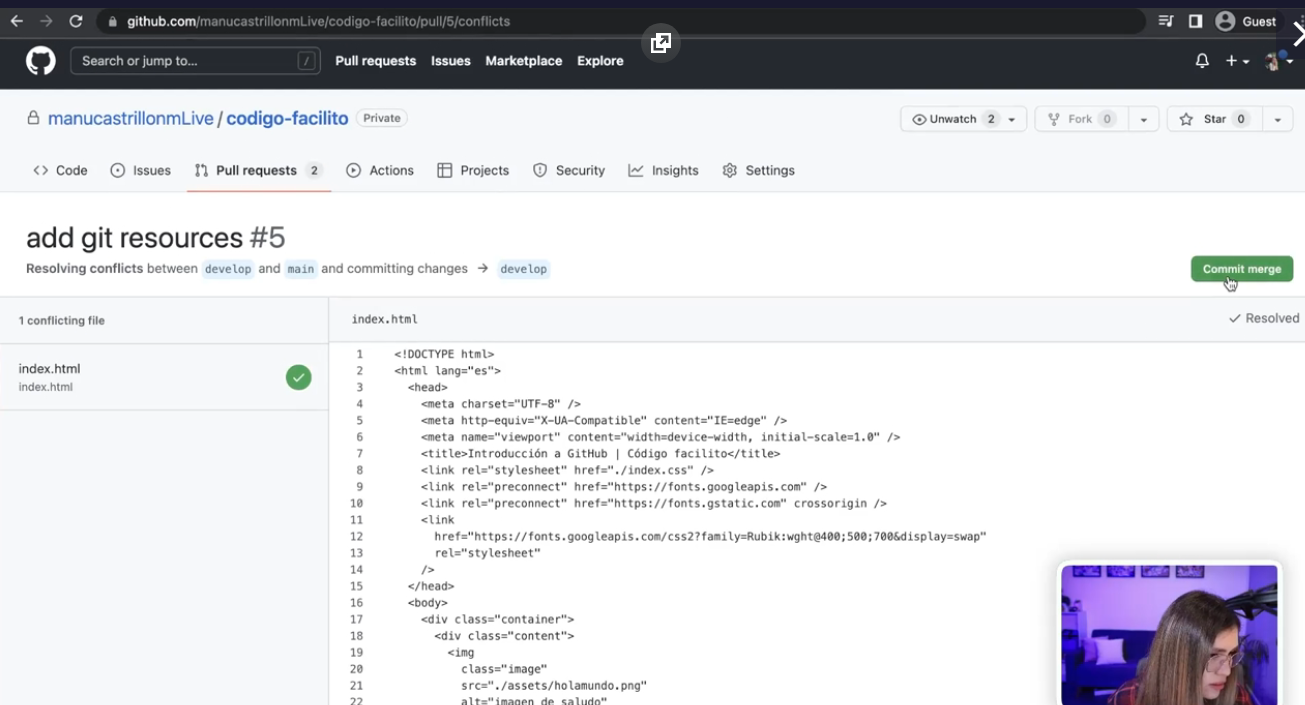 github.com/manucastrillonmLive/codigo-facilito/pull/5/conflicts Guest
Search or jump to... / Pull requests Issues Marketplace Explore
manucastrillonmLive / codigo-facilito Private Unwatch 2 Fork 0 Star 0
<> Code Issues Pull requests 2 Actions Projects Security Insights Settings
add git resources #5
Resolving conflicts between develop and main and committing changes → develop
Commit merge
1 conflicting file
index.html
index.html
index.html
Resolved
1 <!DOCTYPE html>
2 <html lang="es">
3 <head>
4 <meta charset="UTF-8" />
5 <meta http-equiv="X-UA-Compatible" content="IE=edge" />
6 <meta name="viewport" content="width=device-width, initial-scale=1.0" />
7 <title>Introducción a GitHub | Código facilito</title>
8 <link rel="stylesheet" href="./index.css" />
9 <link rel="preconnect" href="https://fonts.googleapis.com" />
10 <link rel="preconnect" href="https://fonts.gstatic.com" crossorigin />
11 <link
12 href="https://fonts.googleapis.com/css2?family=Rubik:wght@400;500;700&display=swap"
13 rel="stylesheet"
14 />
15 </head>
16 <body>
17 <div class="container">
18 <div class="content">
19 <img
20 class="image"
21 src="./assets/holamundo.png"
22 alt="imagen de saludo"